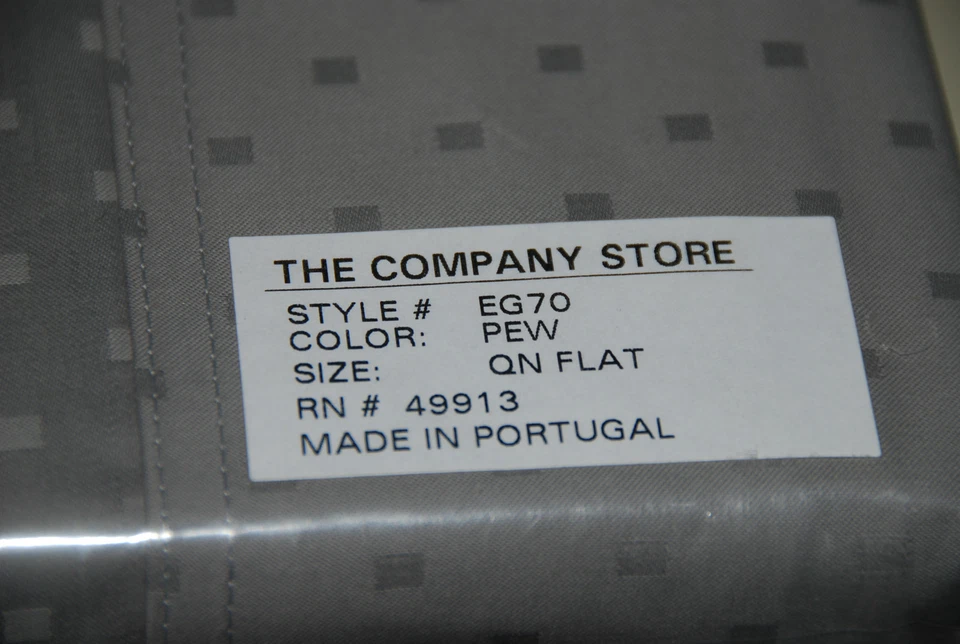 THE COMPANY STORE
STYLE # EG70
COLOR: PEW
SIZE: QN FLAT
RN # 49913
MADE IN PORTUGAL